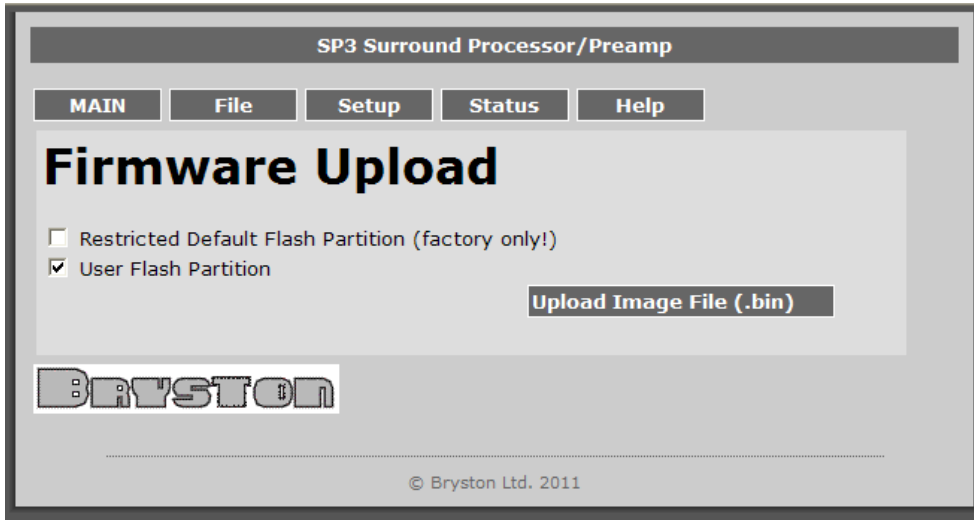 SP3 Surround Processor/Preamp
MAIN File Setup Status Help
Firmware Upload
Restricted Default Flash Partition (factory only!)
User Flash Partition
Upload Image File (.bin)
BRYSTON
© Bryston Ltd. 2011